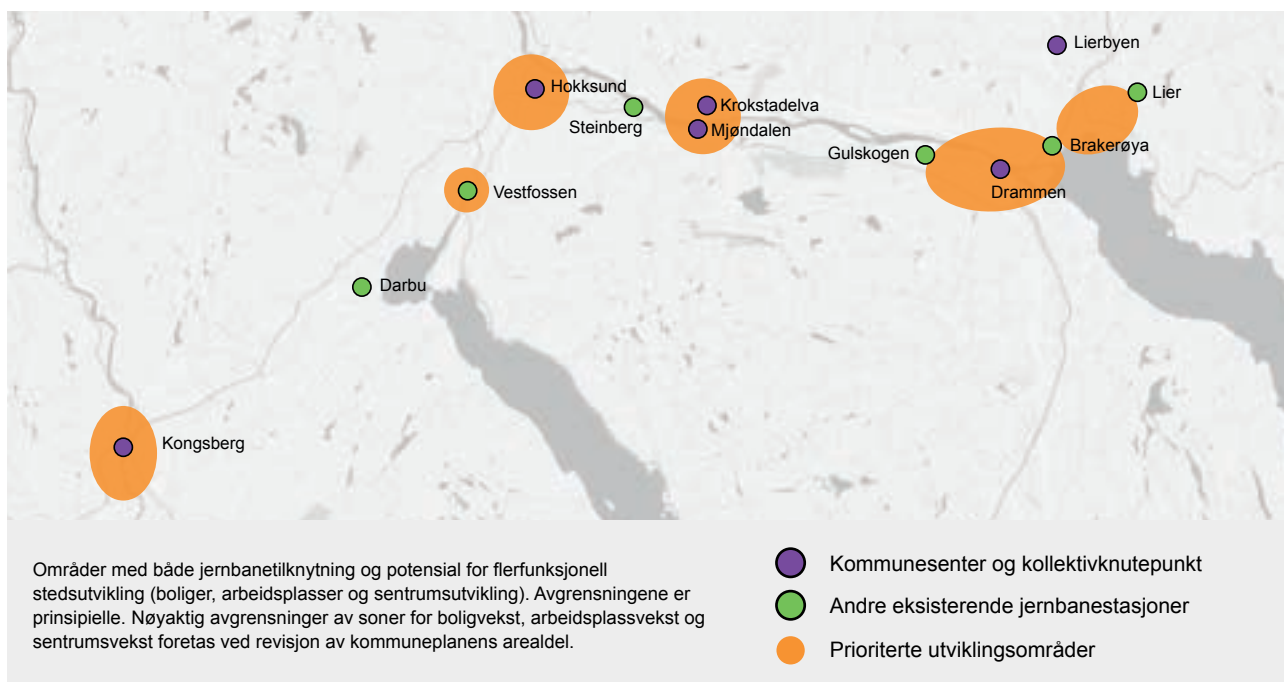 Lierbyen
Hokksund
Lier
Krokstadelva
Steinberg
Mjøndalen
Brakerøya
Gulskogen
Vestfossen
Drammen
Darbu
Kongsberg
Områder med både jernbanetilknytning og potensial for flerfunksjonell
stedsutvikling (boliger, arbeidsplasser og sentrumsutvikling). Avgrensningene er
prinsipielle. Nøyaktig avgrensninger av soner for boligvekst, arbeidsplassvekst og
sentrumsvekst foretas ved revisjon av kommuneplanens arealdel.
Kommunesenter og kollektivknutepunkt
Andre eksisterende jernbanestasjoner
Prioriterte utviklingsområder